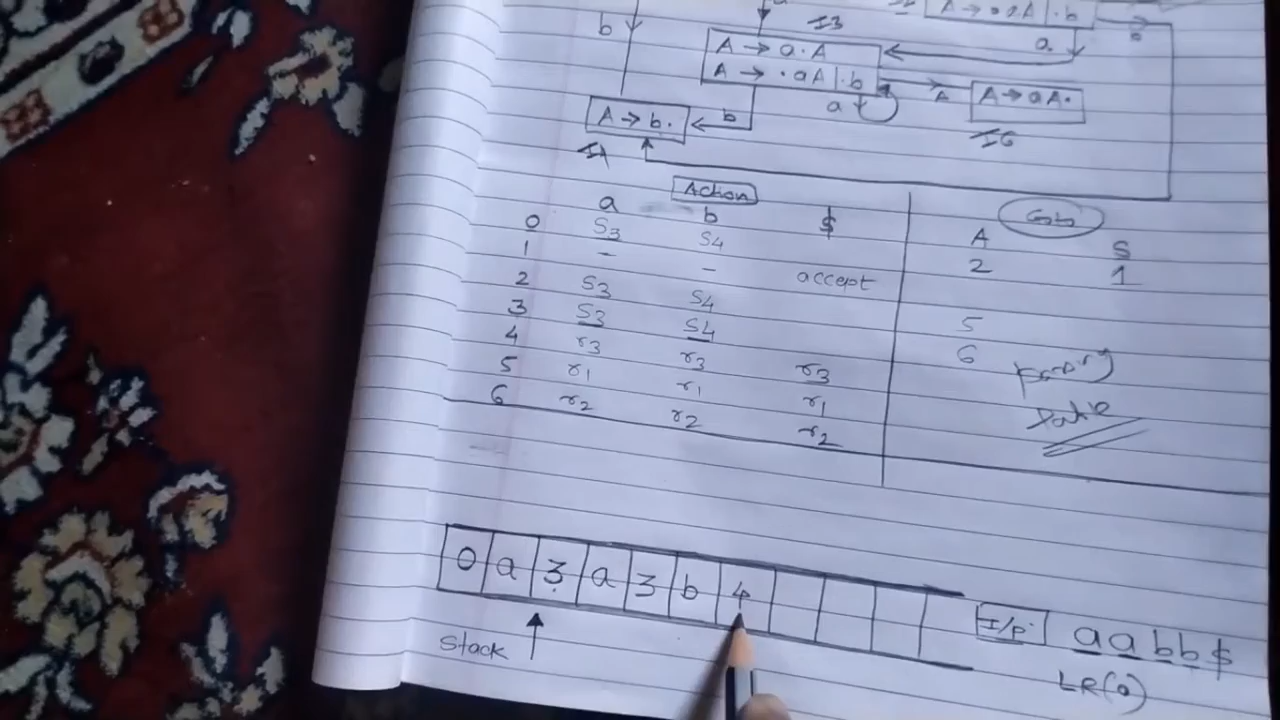 A → ·aA|·b
b
I3
a
A → a·A
A → ·aA|·b
a
A
A → aA·
I6
A → b·
b
I4
Action
Goto
a b $
A S
0 S3 S4
2 1
1 - - accept
2 S3 S4
5
3 S3 S4
6
4 r3 r3 r3
5 r1 r1 r1
6 r2 r2 r2
parsing
table
0 a 3 a 3 b 4
Stack
I/p.
aabb$
LR(0)